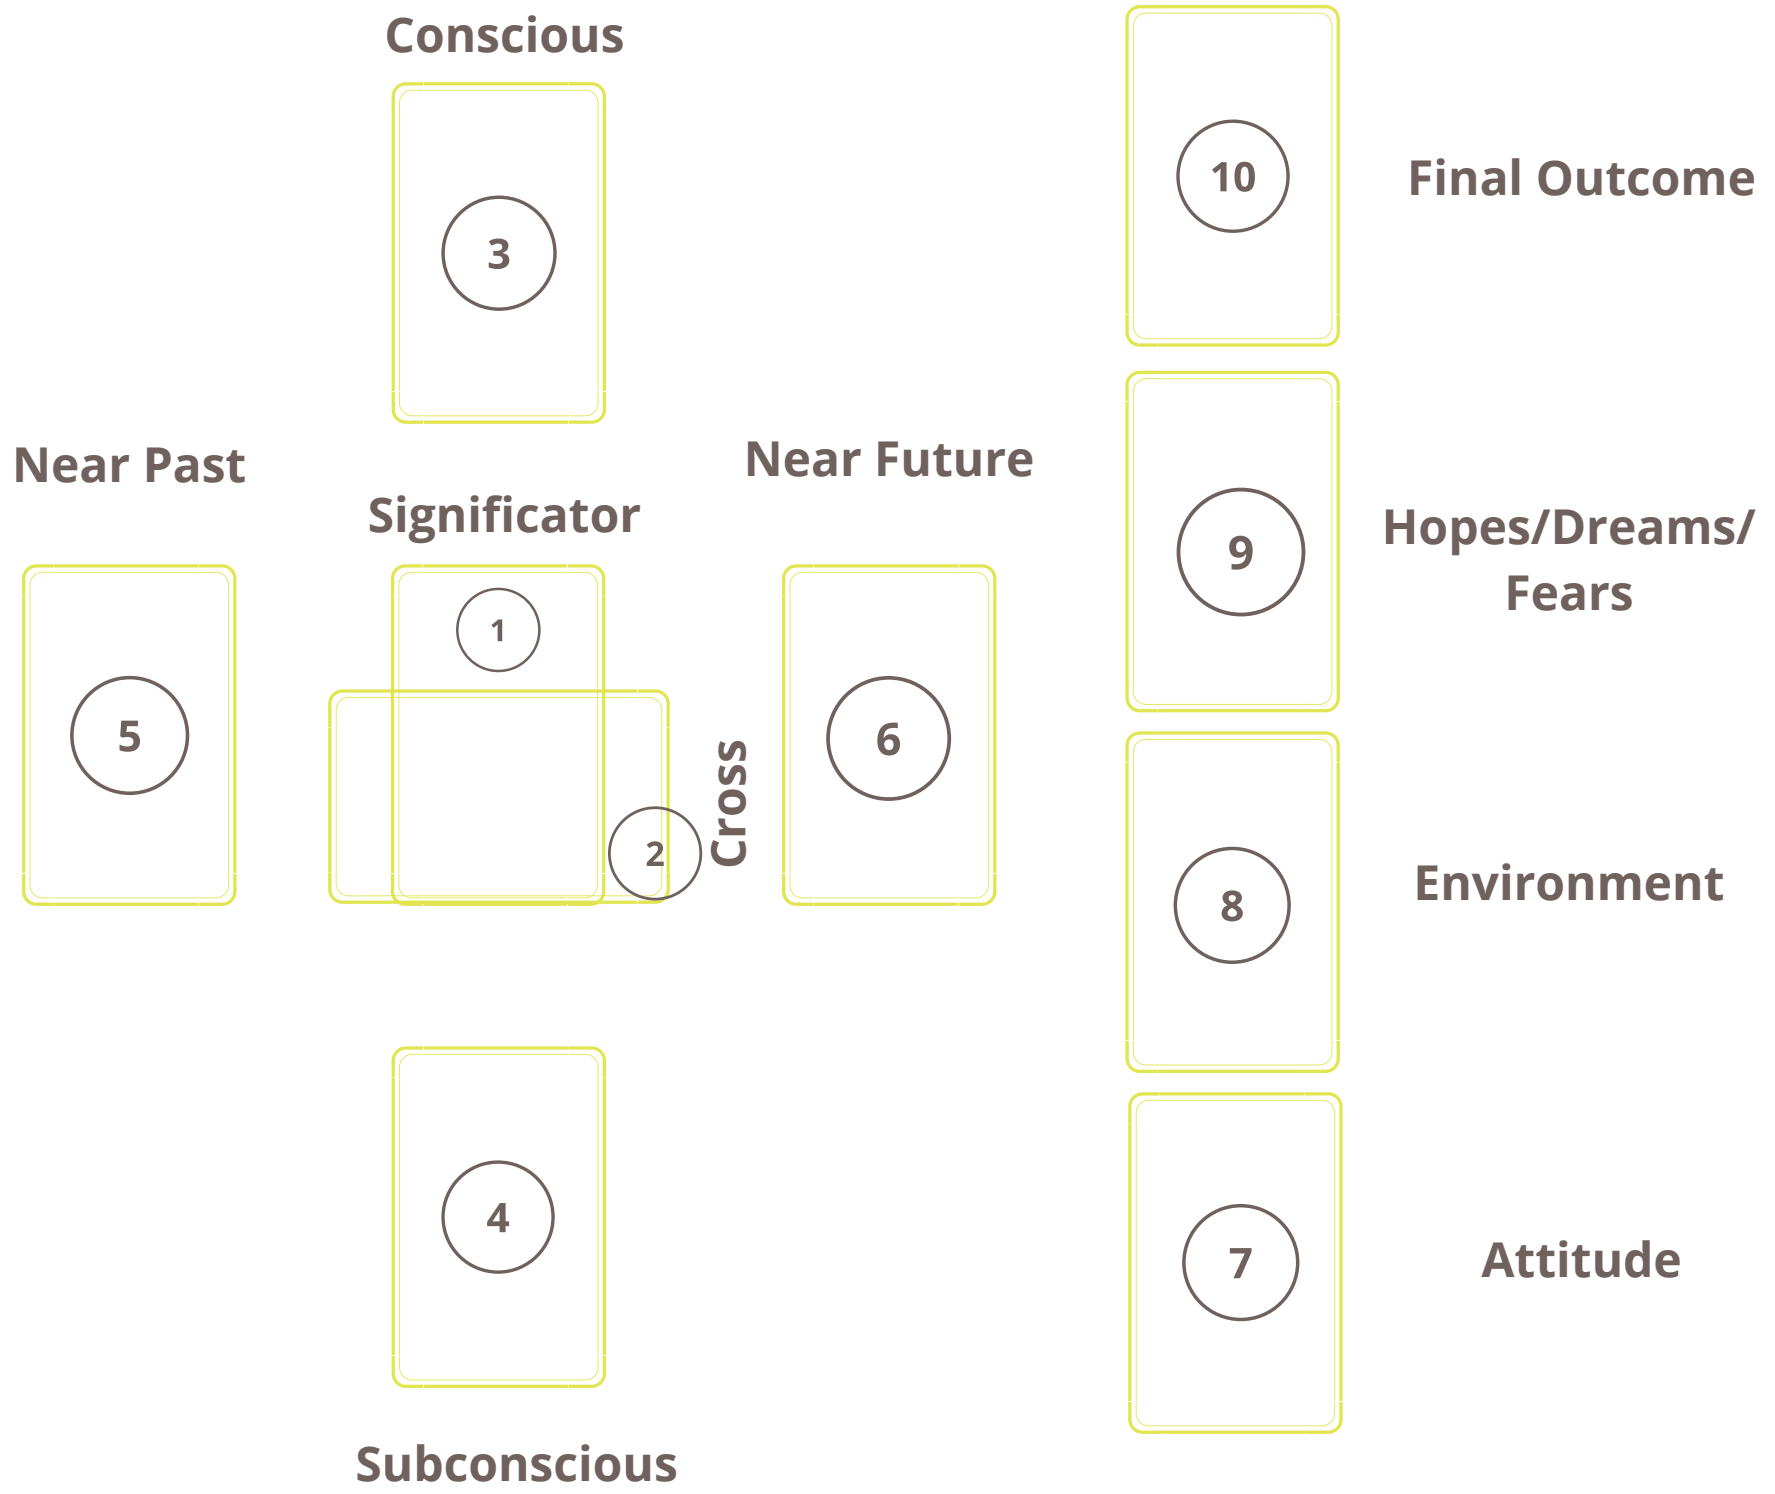 Conscious
3
Near Past
Significator
Near Future
1
5
2
Cross
6
4
Subconscious
10
Final Outcome
9
Hopes/Dreams/
Fears
8
Environment
7
Attitude